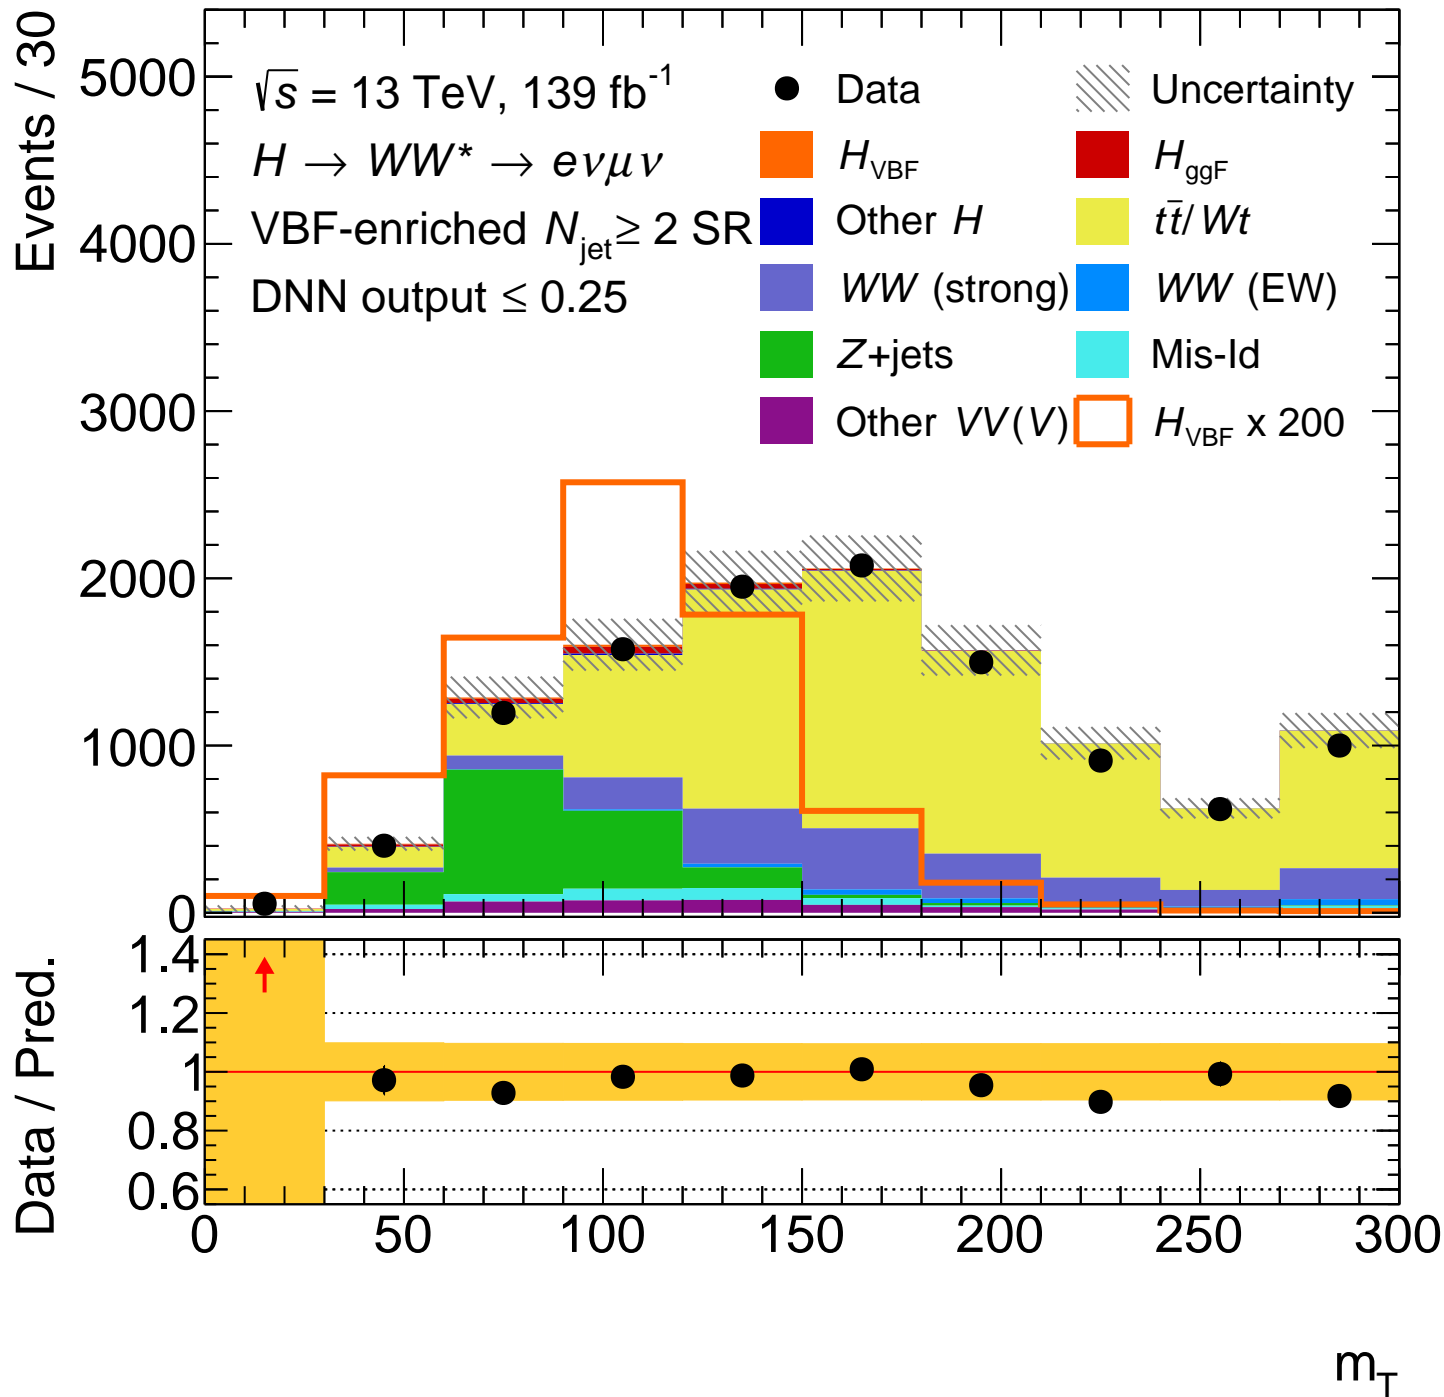 Events / 30
5000
4000
3000
2000
1000
0
√s = 13 TeV, 139 fb⁻¹
H → WW* → eνμν
VBF-enriched N_jet ≥ 2 SR
DNN output ≤ 0.25
Data
Uncertainty
H_VBF
H_ggF
Other H
tt̄/Wt
WW (strong)
WW (EW)
Z+jets
Mis-Id
Other VV(V)
H_VBF x 200
Data / Pred.
1.4
1.2
1
0.8
0.6
0 50 100 150 200 250 300
m_T